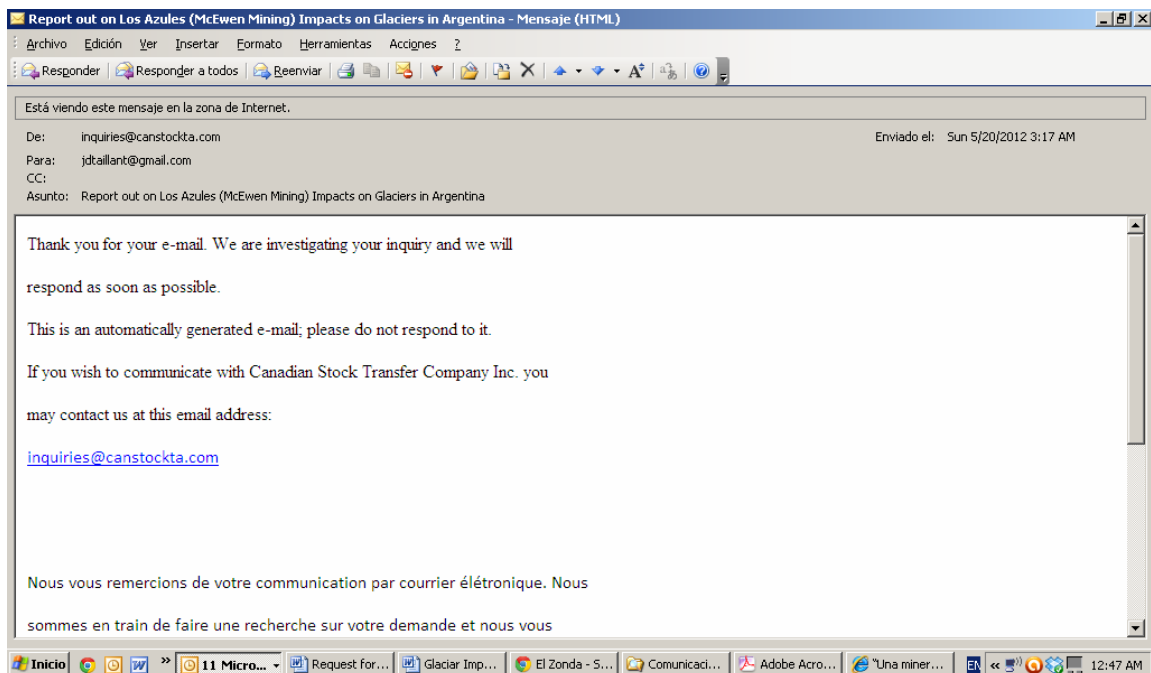 Report out on Los Azules (McEwen Mining) Impacts on Glaciers in Argentina - Mensaje (HTML)
Archivo Edición Ver Insertar Formato Herramientas Acciones ?
Responder Responder a todos Reenviar
Está viendo este mensaje en la zona de Internet.
De: inquiries@canstockta.com Enviado el: Sun 5/20/2012 3:17 AM
Para: jdtaillant@gmail.com
CC:
Asunto: Report out on Los Azules (McEwen Mining) Impacts on Glaciers in Argentina
Thank you for your e-mail. We are investigating your inquiry and we will
respond as soon as possible.
This is an automatically generated e-mail; please do not respond to it.
If you wish to communicate with Canadian Stock Transfer Company Inc. you
may contact us at this email address:
inquiries@canstockta.com
Nous vous remercions de votre communication par courrier élétronique. Nous
sommes en train de faire une recherche sur votre demande et nous vous
Inicio » 11 Micro... Request for... Glaciar Imp... El Zonda - S... Comunicaci... Adobe Acro... "Una miner... EN « 12:47 AM